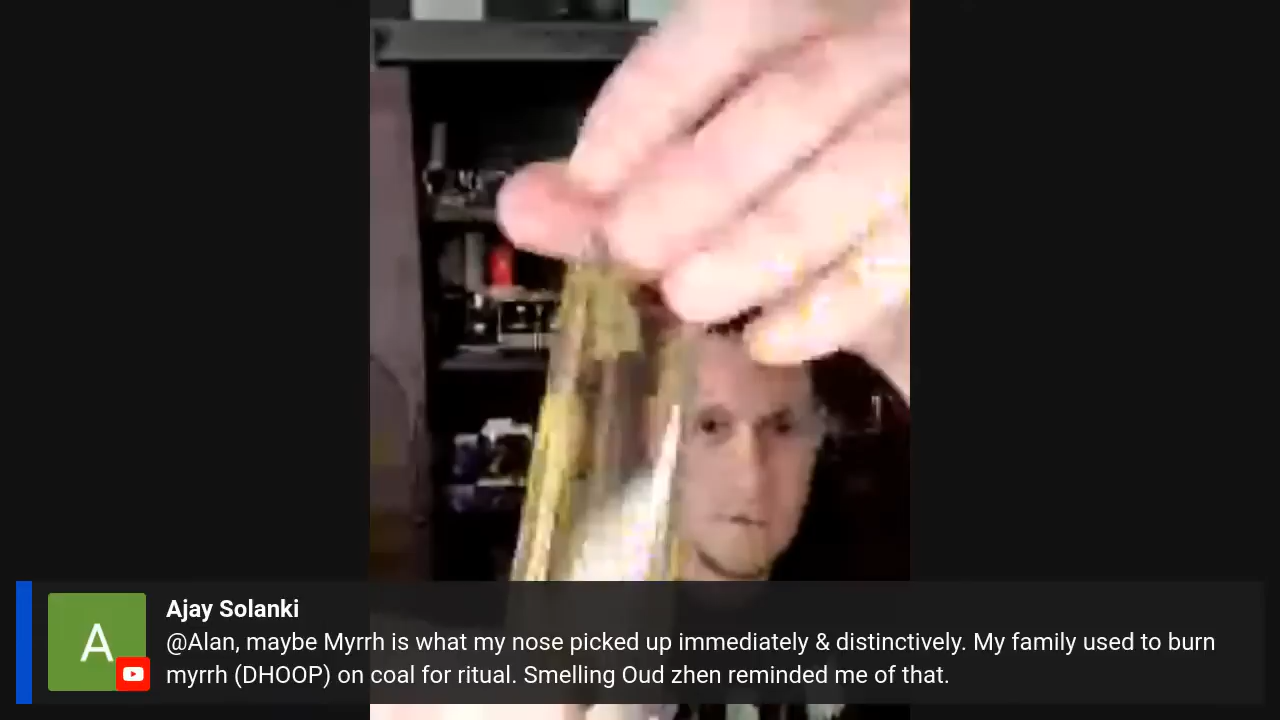 A
Ajay Solanki
@Alan, maybe Myrrh is what my nose picked up immediately & distinctively. My family used to burn
myrrh (DHOOP) on coal for ritual. Smelling Oud zhen reminded me of that.